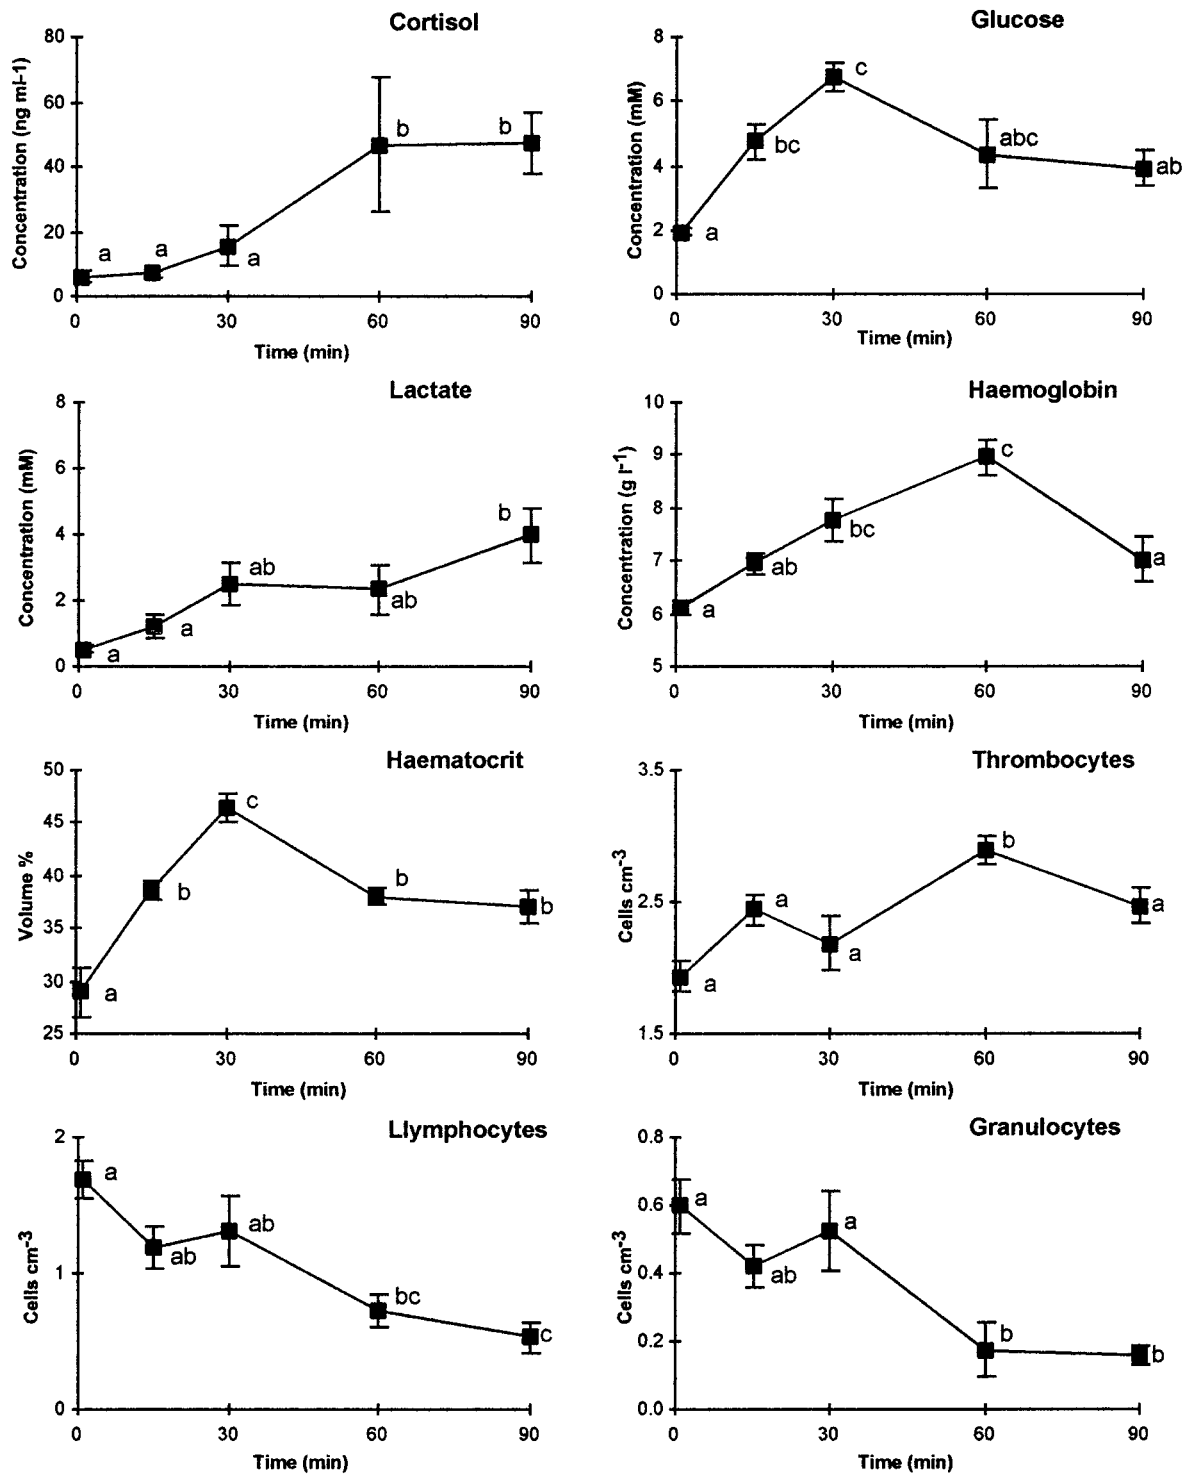 Cortisol
80
60
40
20
0
Concentration (ng ml-1)
a
a
a
b
b
0
30
60
90
Time (min)
Glucose
8
6
4
2
0
Concentration (mM)
a
bc
c
abc
ab
0
30
60
90
Time (min)
Lactate
8
6
4
2
0
Concentration (mM)
a
a
ab
ab
b
0
30
60
90
Time (min)
Haemoglobin
10
9
8
7
6
5
Concentration (g l-1)
a
ab
bc
c
a
0
30
60
90
Time (min)
Haematocrit
50
45
40
35
30
25
Volume %
a
b
c
b
b
0
30
60
90
Time (min)
Thrombocytes
3.5
2.5
1.5
Cells cm-3
a
a
a
b
a
0
30
60
90
Time (min)
Llymphocytes
2
1
0
Cells cm-3
a
ab
ab
bc
c
0
30
60
90
Time (min)
Granulocytes
0.8
0.6
0.4
0.2
0.0
Cells cm-3
a
ab
a
b
b
0
30
60
90
Time (min)